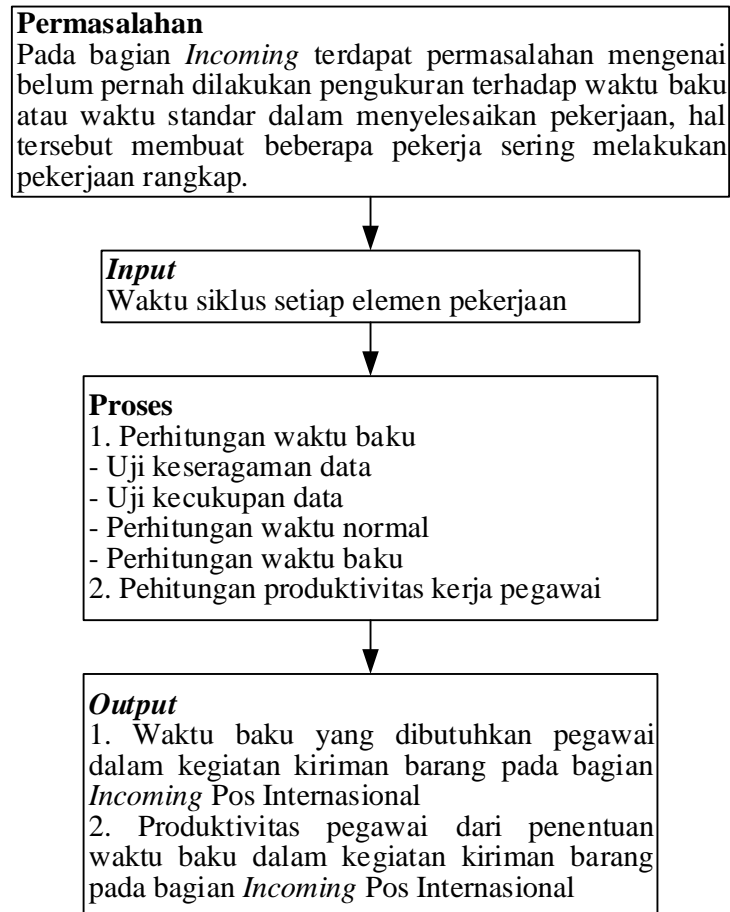 Permasalahan
Pada bagian Incoming terdapat permasalahan mengenai
belum pernah dilakukan pengukuran terhadap waktu baku
atau waktu standar dalam menyelesaikan pekerjaan, hal
tersebut membuat beberapa pekerja sering melakukan
pekerjaan rangkap.
Input
Waktu siklus setiap elemen pekerjaan
Proses
1. Perhitungan waktu baku
- Uji keseragaman data
- Uji kecukupan data
- Perhitungan waktu normal
- Perhitungan waktu baku
2. Pehitungan produktivitas kerja pegawai
Output
1. Waktu baku yang dibutuhkan pegawai
dalam kegiatan kiriman barang pada bagian
Incoming Pos Internasional
2. Produktivitas pegawai dari penentuan
waktu baku dalam kegiatan kiriman barang
pada bagian Incoming Pos Internasional